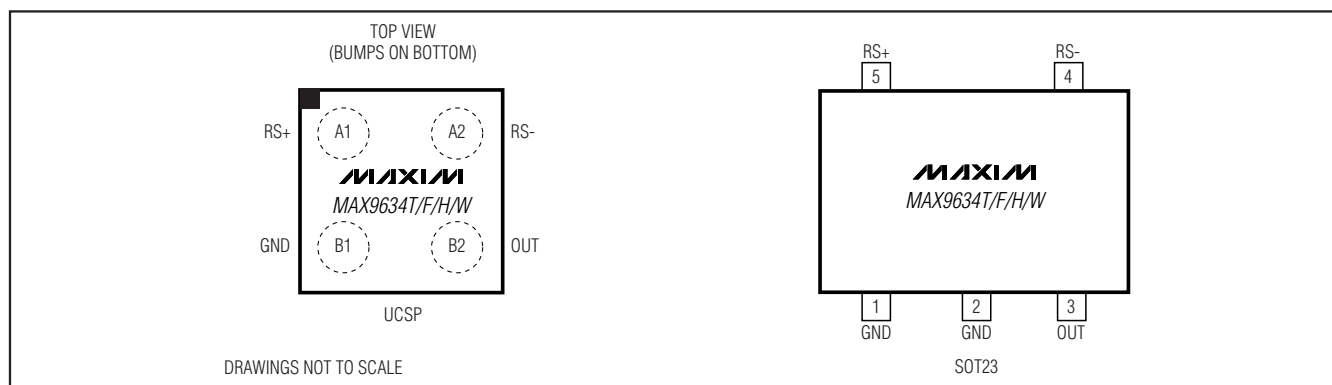 TOP VIEW
(BUMPS ON BOTTOM)
RS+
A1
A2
RS-
MAXIM
MAX9634T/F/H/W
GND
B1
B2
OUT
UCSP
DRAWINGS NOT TO SCALE
RS+
RS-
5
4
MAXIM
MAX9634T/F/H/W
1
2
3
GND
GND
OUT
SOT23